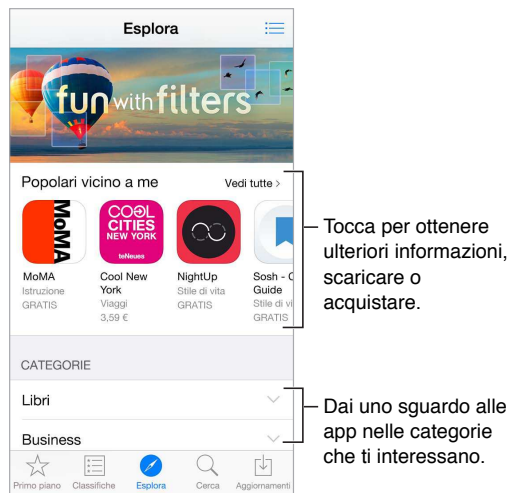 Esplora
fun with filters
Popolari vicino a me
Vedi tutte >
MoMA
COOL
CITIES
NEW YORK
teNeues
MoMA
Istruzione
GRATIS
Cool New
York
Viaggi
3,59 €
NightUp
Stile di vita
GRATIS
Sosh - C
Guide
Stile di vi
GRATIS
Tocca per ottenere
ulteriori informazioni,
scaricare o
acquistare.
CATEGORIE
Libri
Business
Dai uno sguardo alle
app nelle categorie
che ti interessano.
Primo piano
Classifiche
Esplora
Cerca
Aggiornamenti